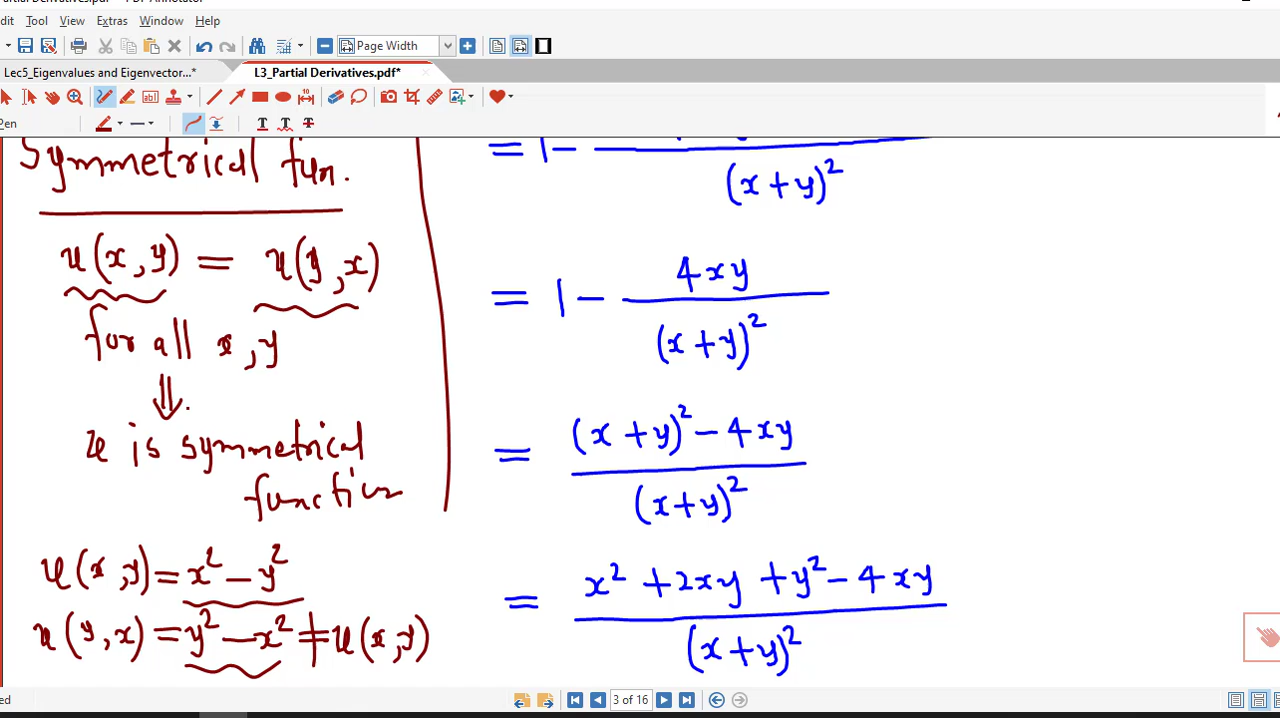 Edit Tool View Extras Window Help
Page Width
Lec5_Eigenvalues and Eigenvector...* L3_Partial Derivatives.pdf*
Pen
Symmetrical fun.
u(x,y) = u(y,x)
for all x,y
⇓
u is symmetrical
function
u(x,y) = x² - y²
u(y,x) = y² - x² ≠ u(x,y)
(x+y)²
= 1 - 4xy / (x+y)²
= (x+y)² - 4xy / (x+y)²
= x² + 2xy + y² - 4xy / (x+y)²
3 of 16